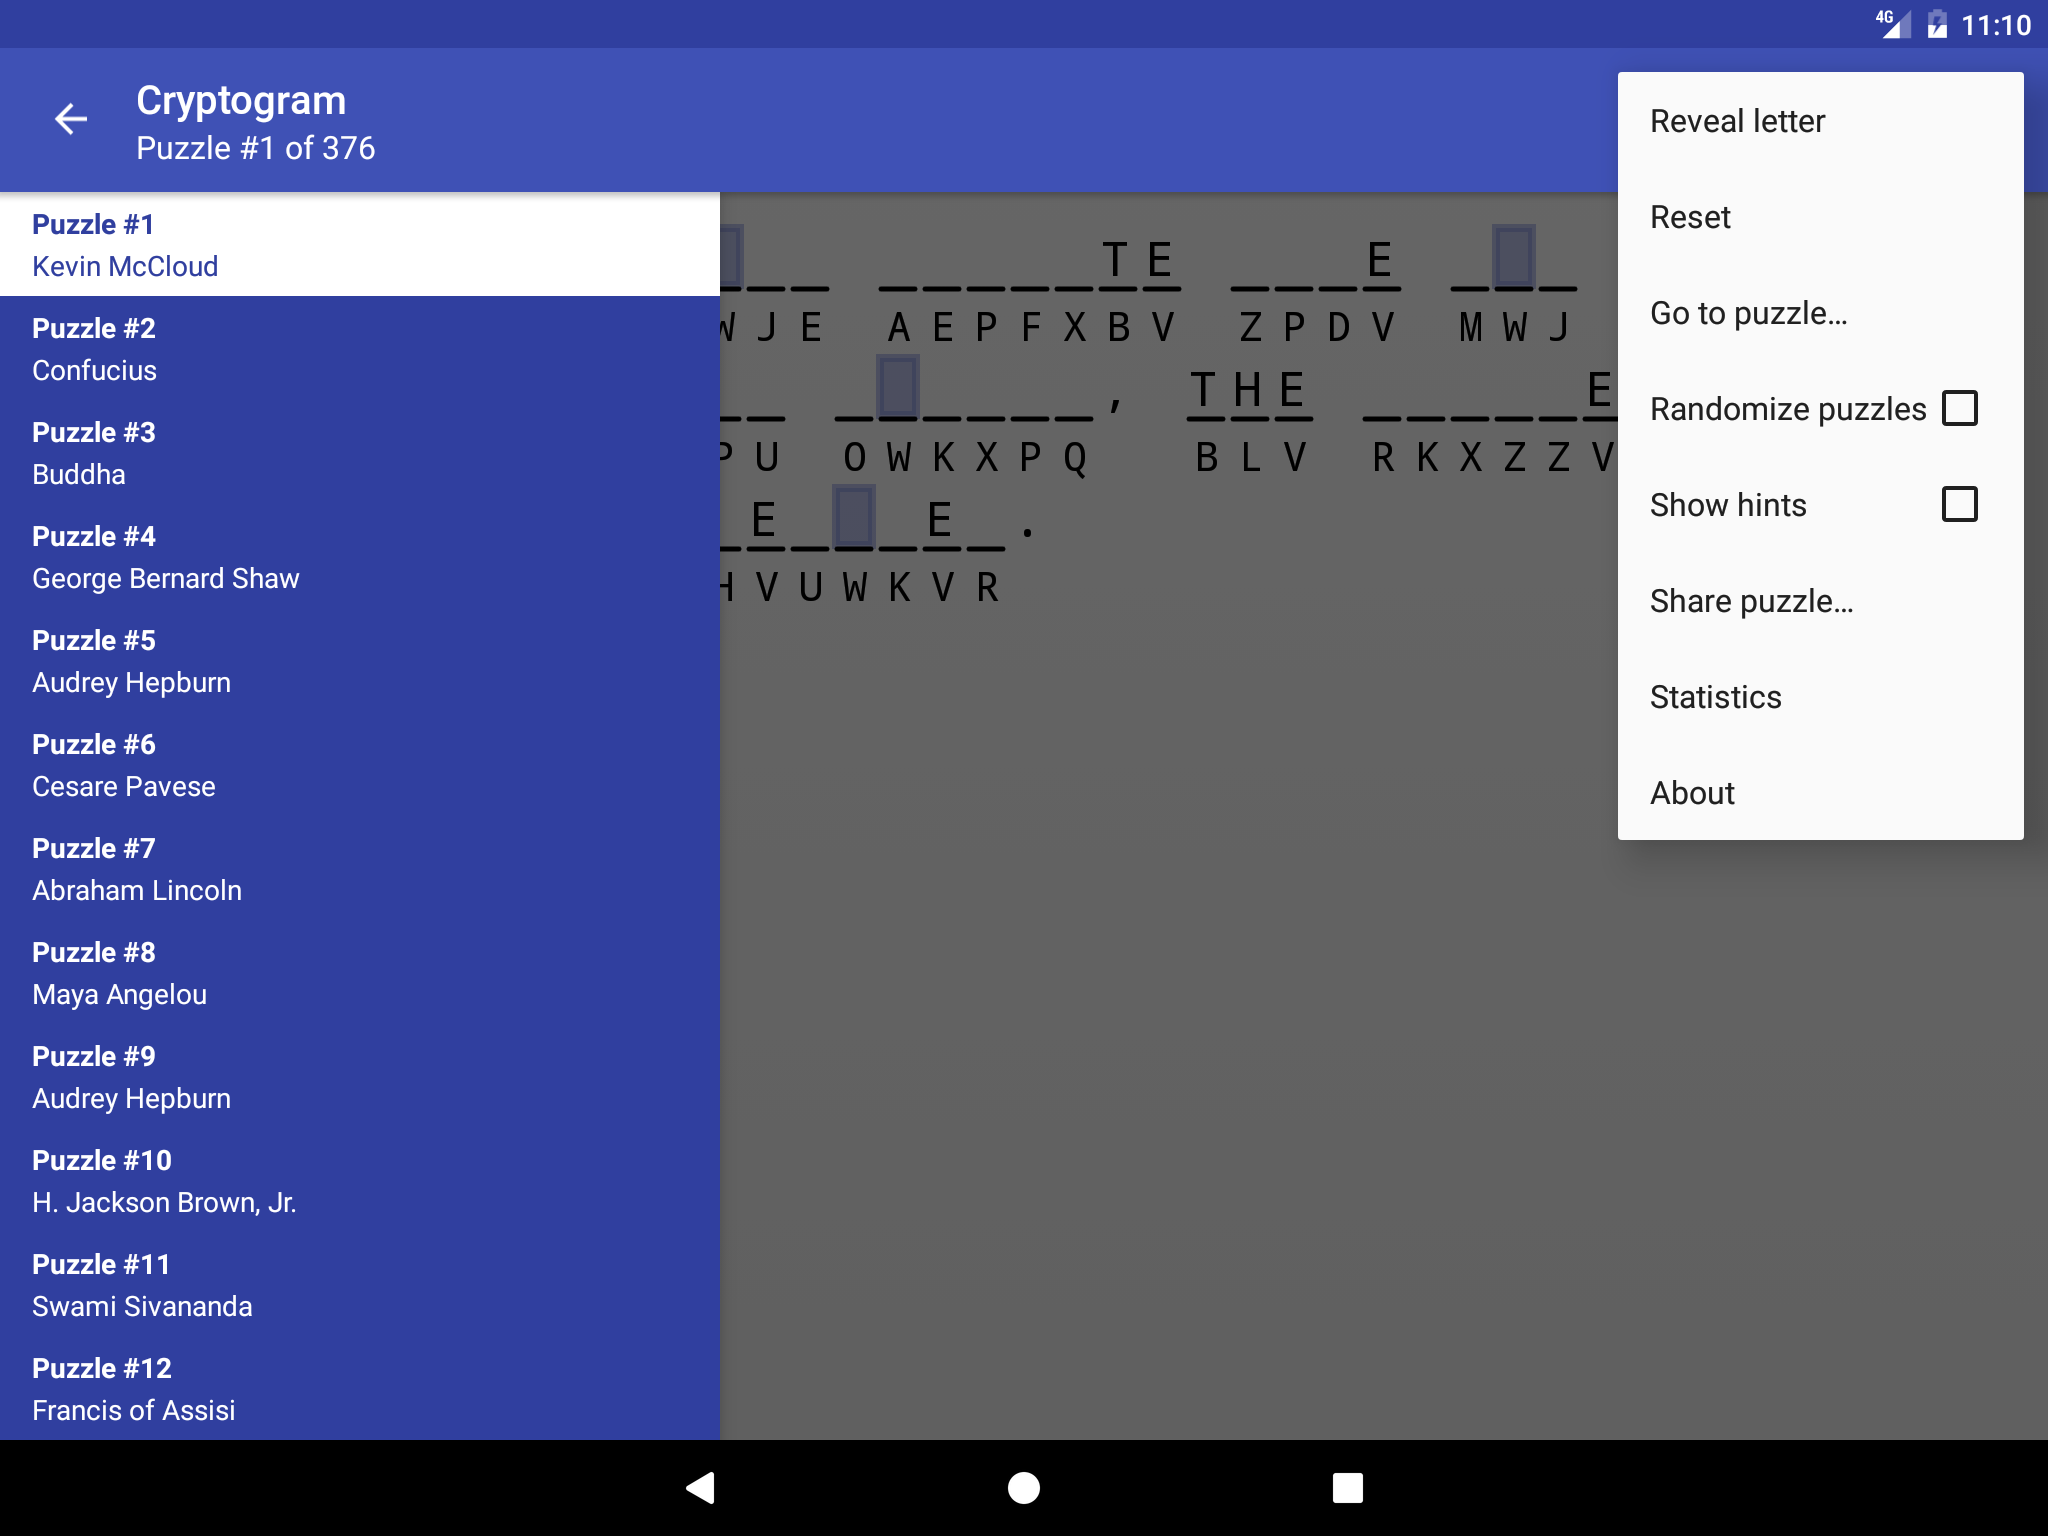 4G 11:10
Cryptogram
Puzzle #1 of 376
Puzzle #1
Kevin McCloud
Puzzle #2
Confucius
Puzzle #3
Buddha
Puzzle #4
George Bernard Shaw
Puzzle #5
Audrey Hepburn
Puzzle #6
Cesare Pavese
Puzzle #7
Abraham Lincoln
Puzzle #8
Maya Angelou
Puzzle #9
Audrey Hepburn
Puzzle #10
H. Jackson Brown, Jr.
Puzzle #11
Swami Sivananda
Puzzle #12
Francis of Assisi
T E E
W J E A E P F X B V Z P D V M W J
, T H E E
P U O W K X P Q B L V R K X Z Z V
E E .
H V U W K V R
Reveal letter
Reset
Go to puzzle…
Randomize puzzles
Show hints
Share puzzle…
Statistics
About